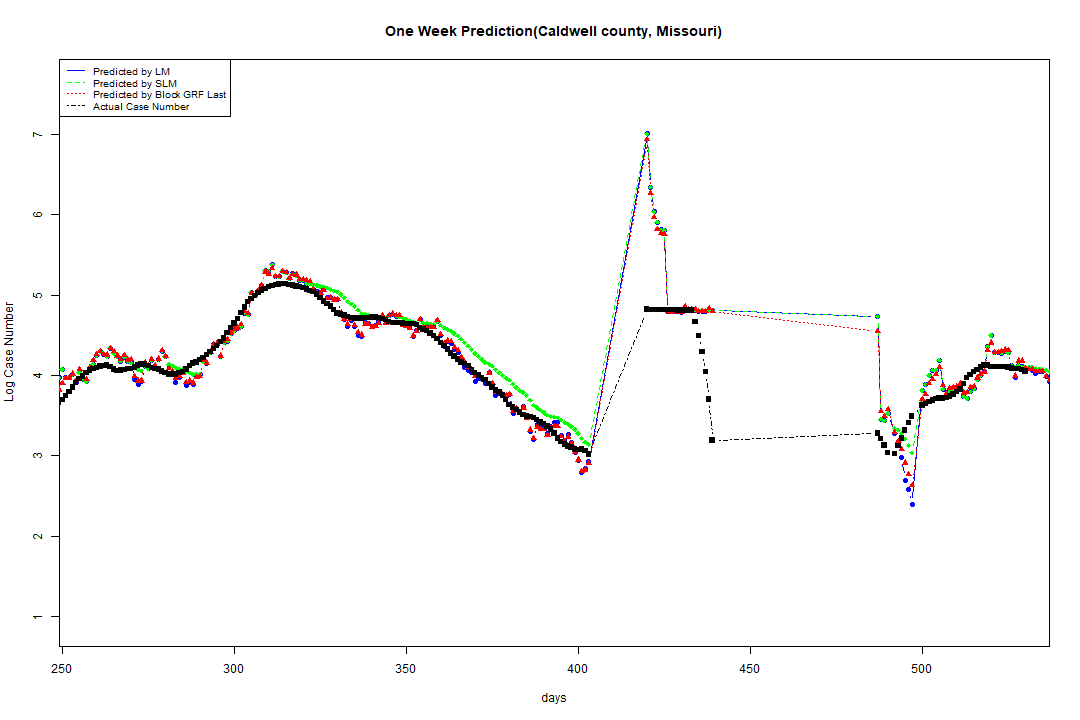 One Week Prediction(Caldwell county, Missouri)
Predicted by LM
Predicted by SLM
Predicted by Block GRF Last
Actual Case Number
7
6
5
4
3
2
1
Log Case Number
250 300 350 400 450 500
days